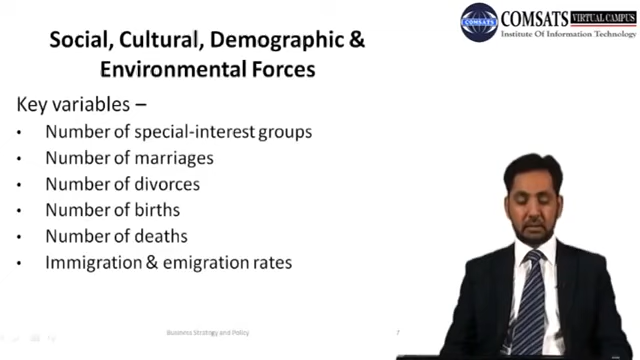 COMSATS VIRTUAL CAMPUS
COMSATS
Institute Of Information Technology
Social, Cultural, Demographic &
Environmental Forces
Key variables –
• Number of special-interest groups
• Number of marriages
• Number of divorces
• Number of births
• Number of deaths
• Immigration & emigration rates
Business Strategy and Policy
7